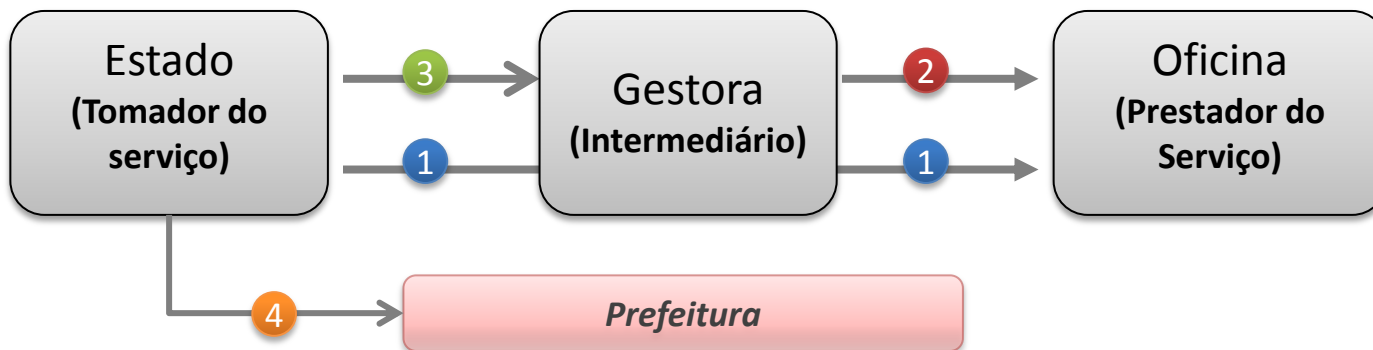 Estado
(Tomador do
serviço)
3
1
Gestora
(Intermediário)
2
1
Oficina
(Prestador do
Serviço)
4
Prefeitura